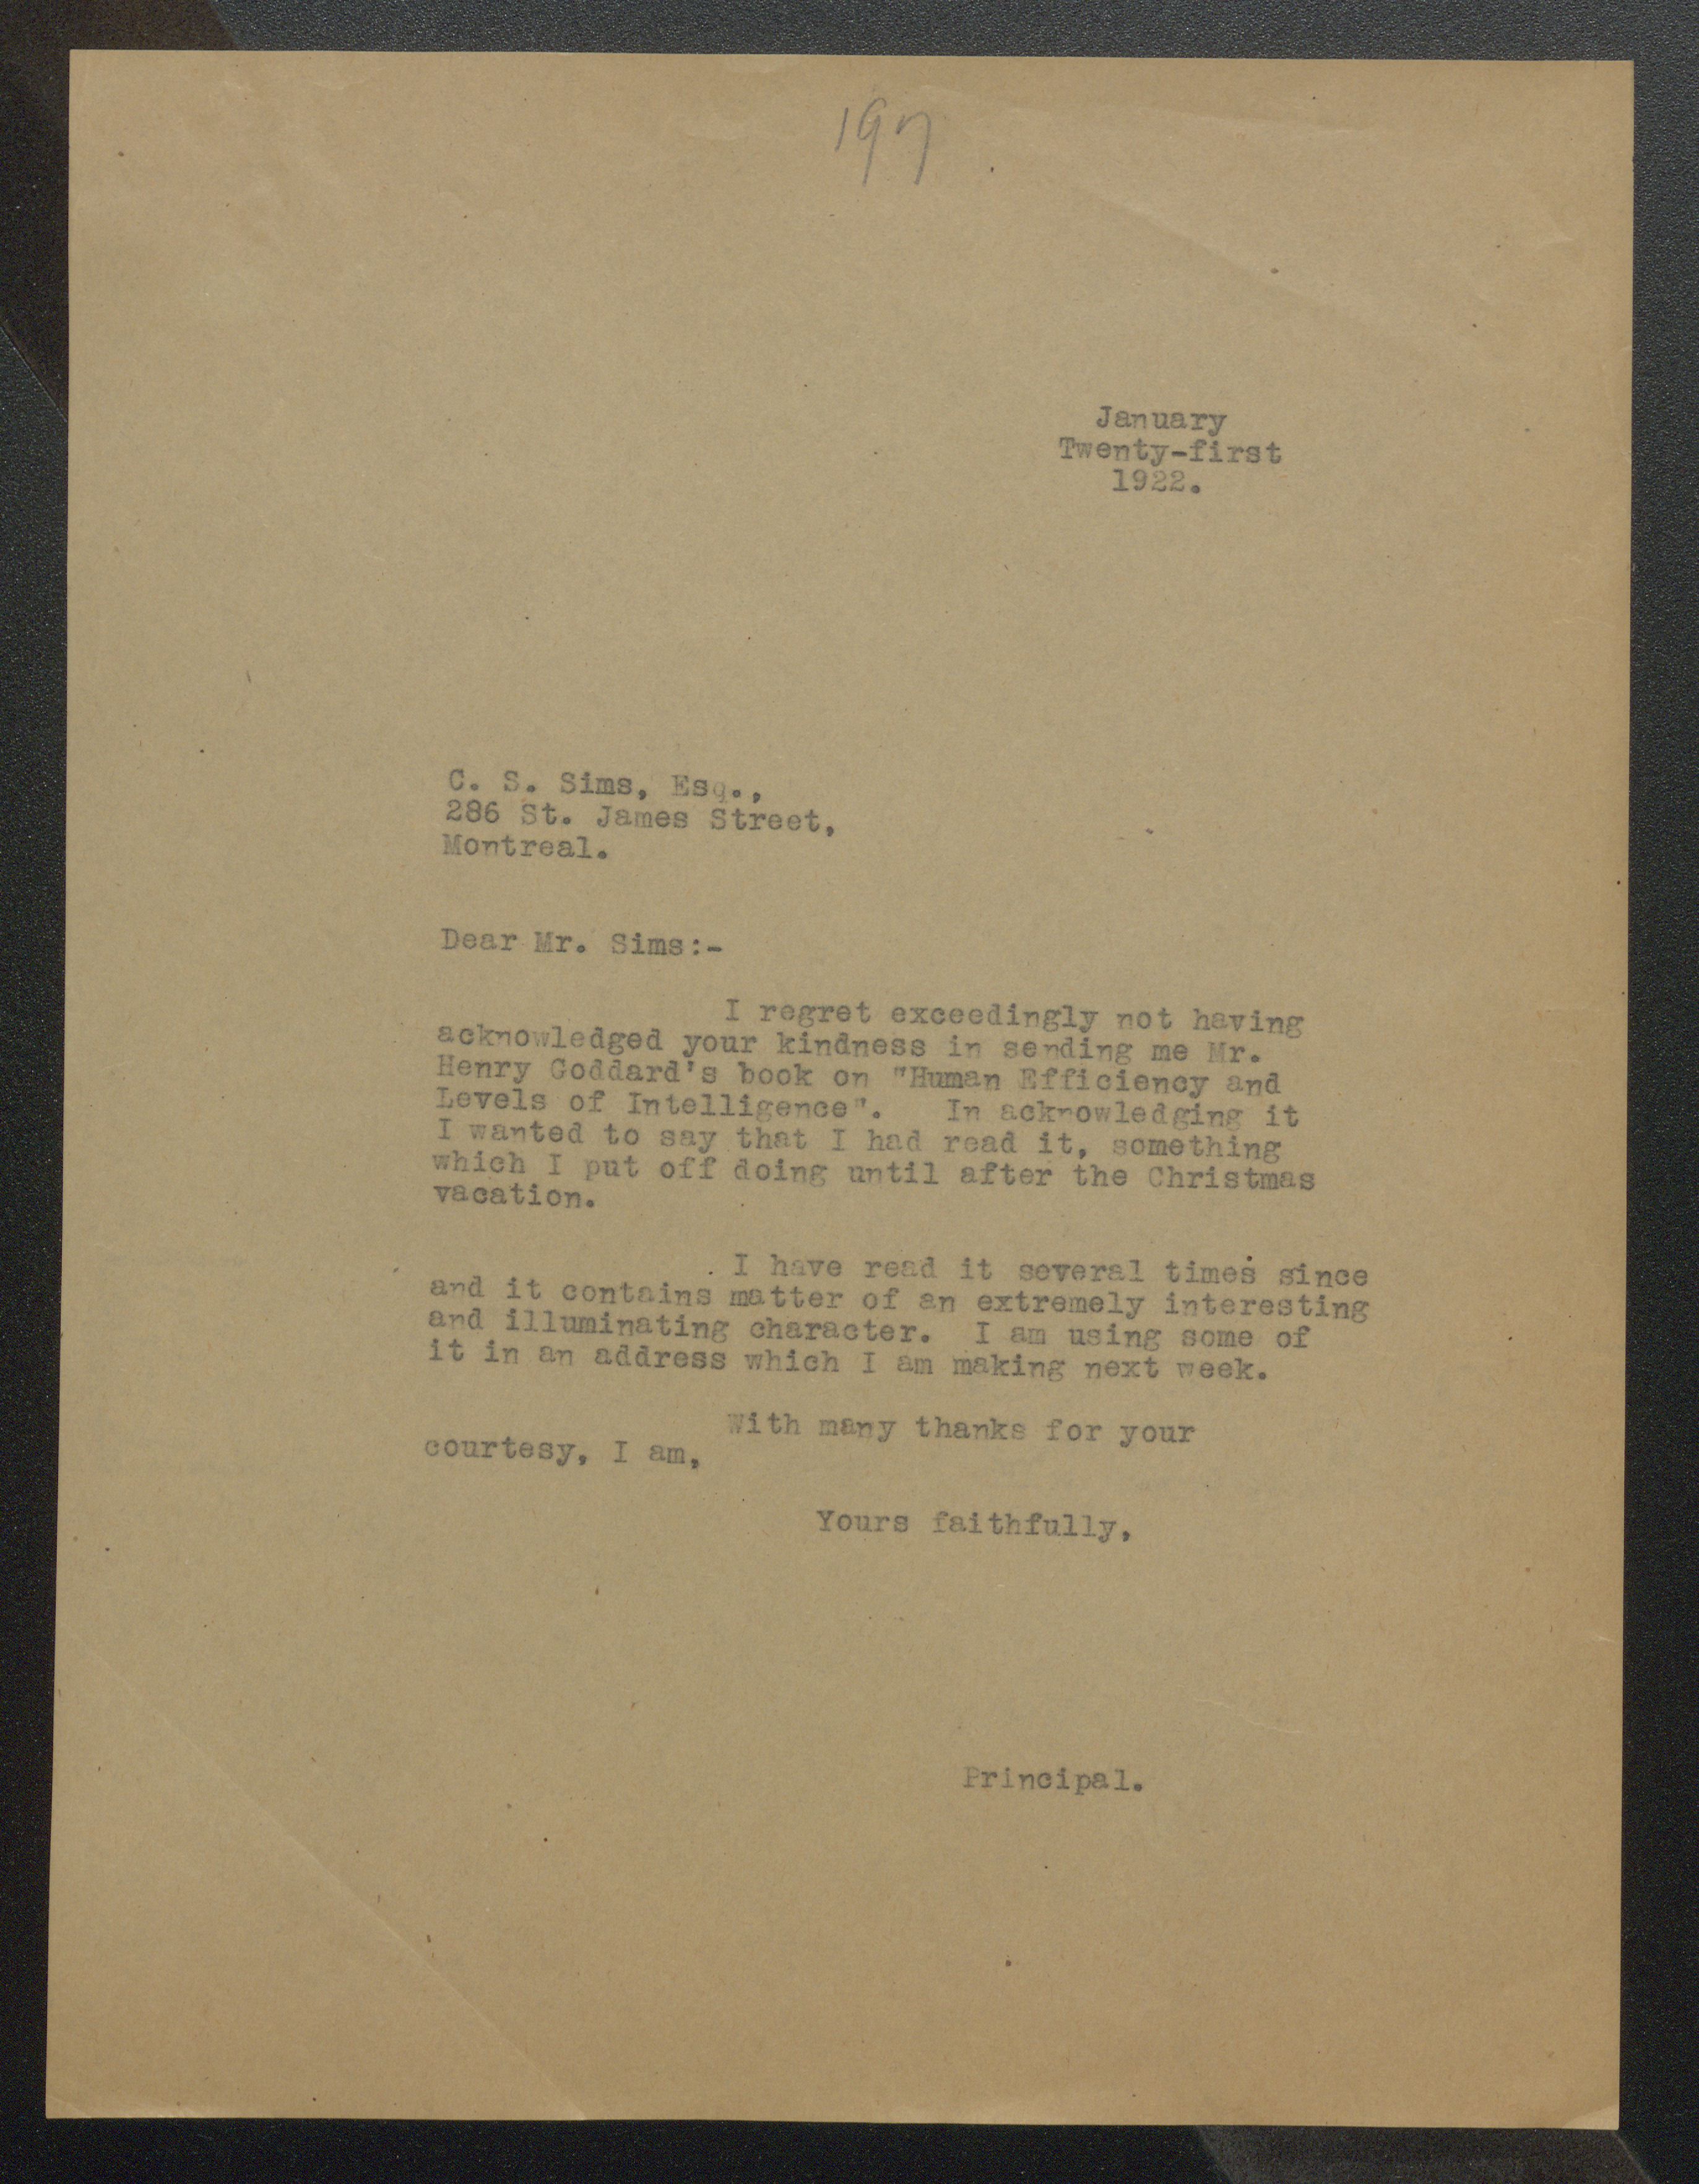 197
January
Twenty-first
1922.
C. S. Sims, Esq.,
286 St. James Street,
Montreal.
Dear Mr. Sims:-
I regret exceedingly not having
acknowledged your kindness in sending me Mr.
Henry Goddard's book on "Human Efficiency and
Levels of Intelligence". In acknowledging it
I wanted to say that I had read it, something
which I put off doing until after the Christmas
vacation.
I have read it several times since
and it contains matter of an extremely interesting
and illuminating character. I am using some of
it in an address which I am making next week.
With many thanks for your
courtesy, I am,
Yours faithfully,
Principal.